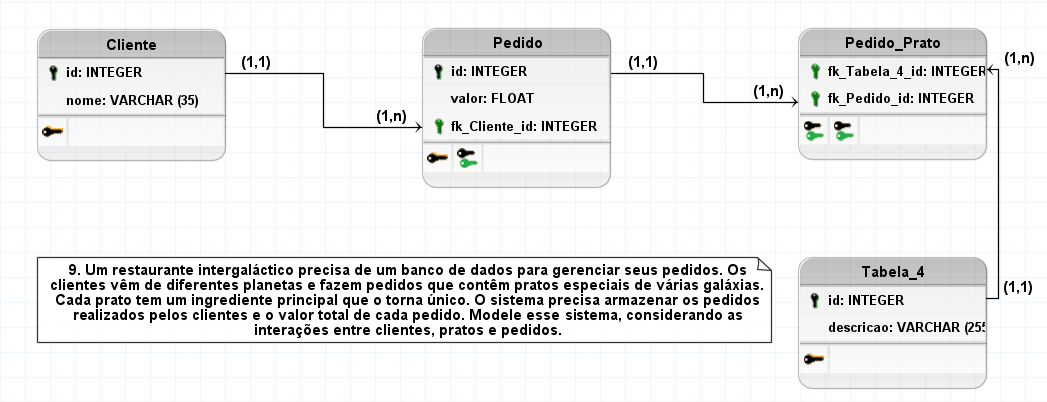 Cliente
id: INTEGER
nome: VARCHAR (35)
(1,1)
(1,n)
Pedido
id: INTEGER
valor: FLOAT
fk_Cliente_id: INTEGER
(1,1)
(1,n)
Pedido_Prato
fk_Tabela_4_id: INTEGER
fk_Pedido_id: INTEGER
(1,n)
9. Um restaurante intergaláctico precisa de um banco de dados para gerenciar seus pedidos. Os
clientes vêm de diferentes planetas e fazem pedidos que contêm pratos especiais de várias galáxias.
Cada prato tem um ingrediente principal que o torna único. O sistema precisa armazenar os pedidos
realizados pelos clientes e o valor total de cada pedido. Modele esse sistema, considerando as
interações entre clientes, pratos e pedidos.
Tabela_4
id: INTEGER
descricao: VARCHAR (255
(1,1)